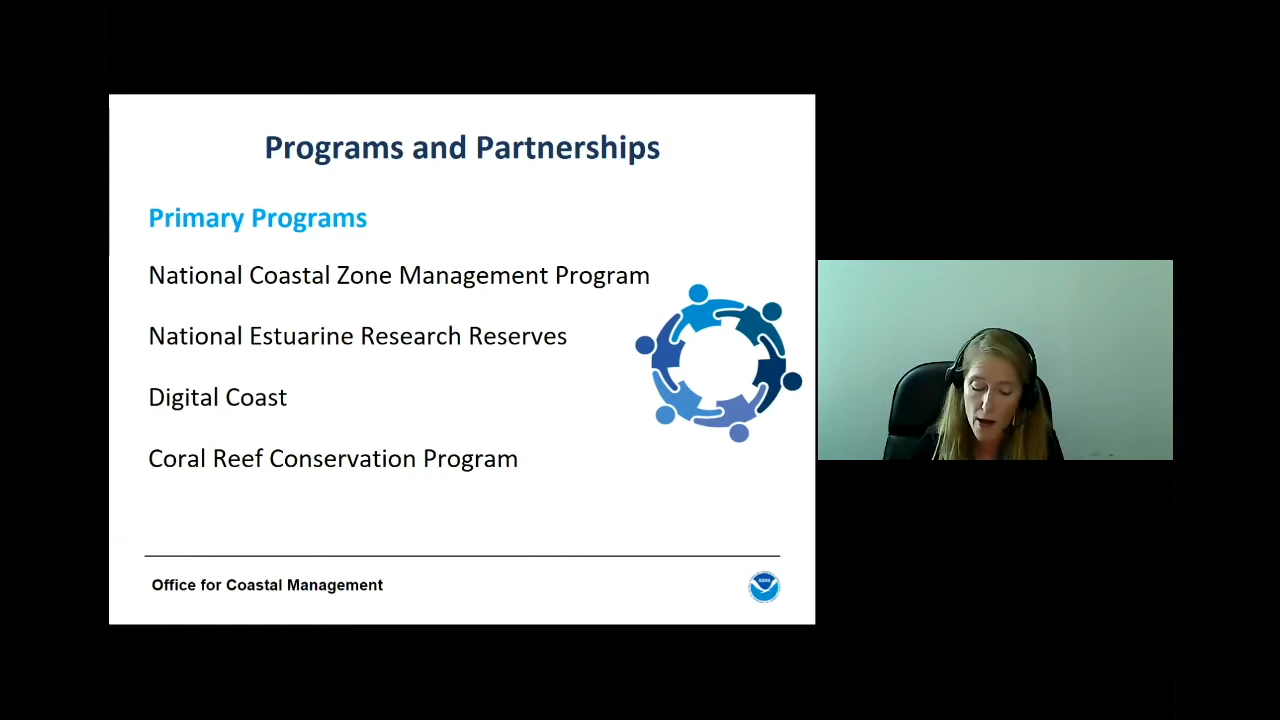 Programs and Partnerships
Primary Programs
National Coastal Zone Management Program
National Estuarine Research Reserves
Digital Coast
Coral Reef Conservation Program
Office for Coastal Management
NOAA